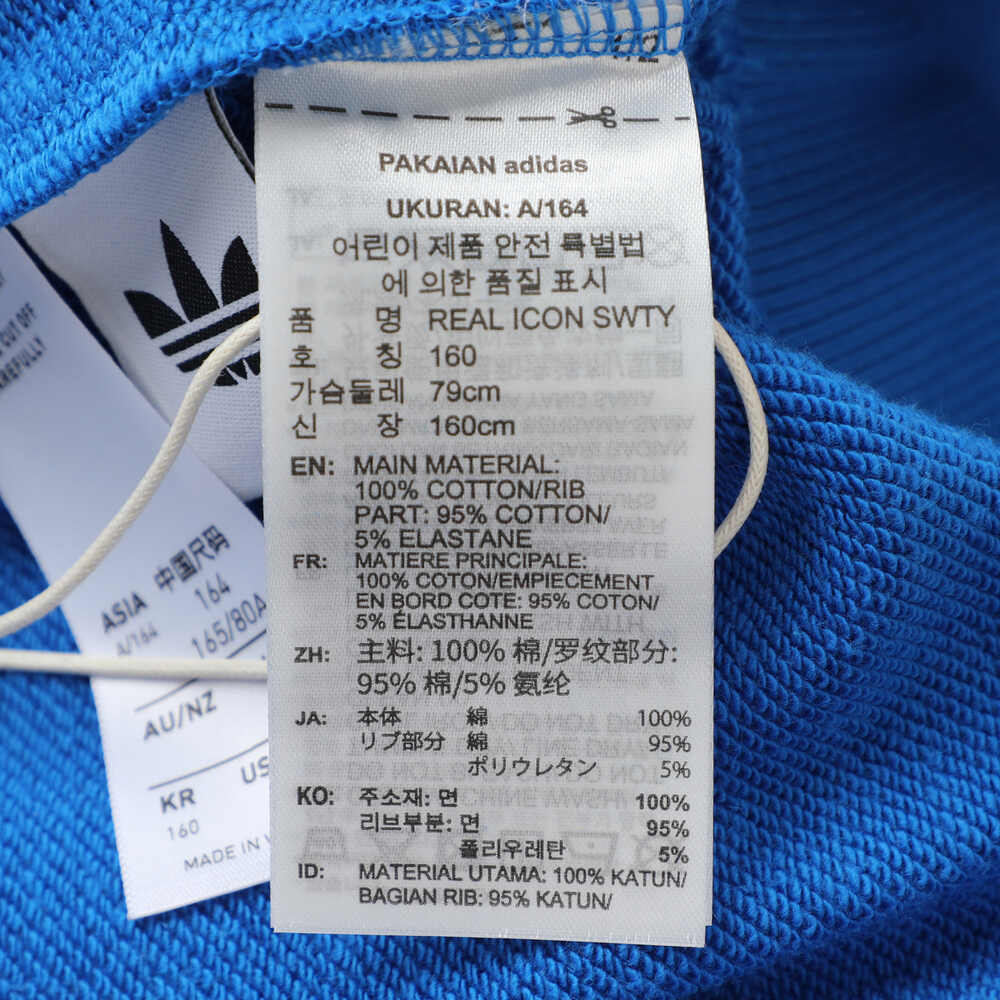 PAKAIAN adidas
UKURAN: A/164
어린이 제품 안전 특별법
에 의한 품질 표시
품 명 REAL ICON SWTY
호 칭 160
가슴둘레 79cm
신 장 160cm
EN: MAIN MATERIAL:
100% COTTON/RIB
PART: 95% COTTON/
5% ELASTANE
FR: MATIERE PRINCIPALE:
100% COTON/EMPIECEMENT
EN BORD COTE: 95% COTON/
5% ÉLASTHANNE
ZH: 主料: 100% 棉/罗纹部分:
95% 棉/5% 氨纶
JA: 本体 綿 100%
リブ部分 綿 95%
ポリウレタン 5%
KO: 주소재: 면 100%
리브부분: 면 95%
폴리우레탄 5%
ID: MATERIAL UTAMA: 100% KATUN/
BAGIAN RIB: 95% KATUN/
CUT OFF
ASIA 中国尺码
A/164 164
165/80A
AU/NZ
US
KR
160
MADE IN